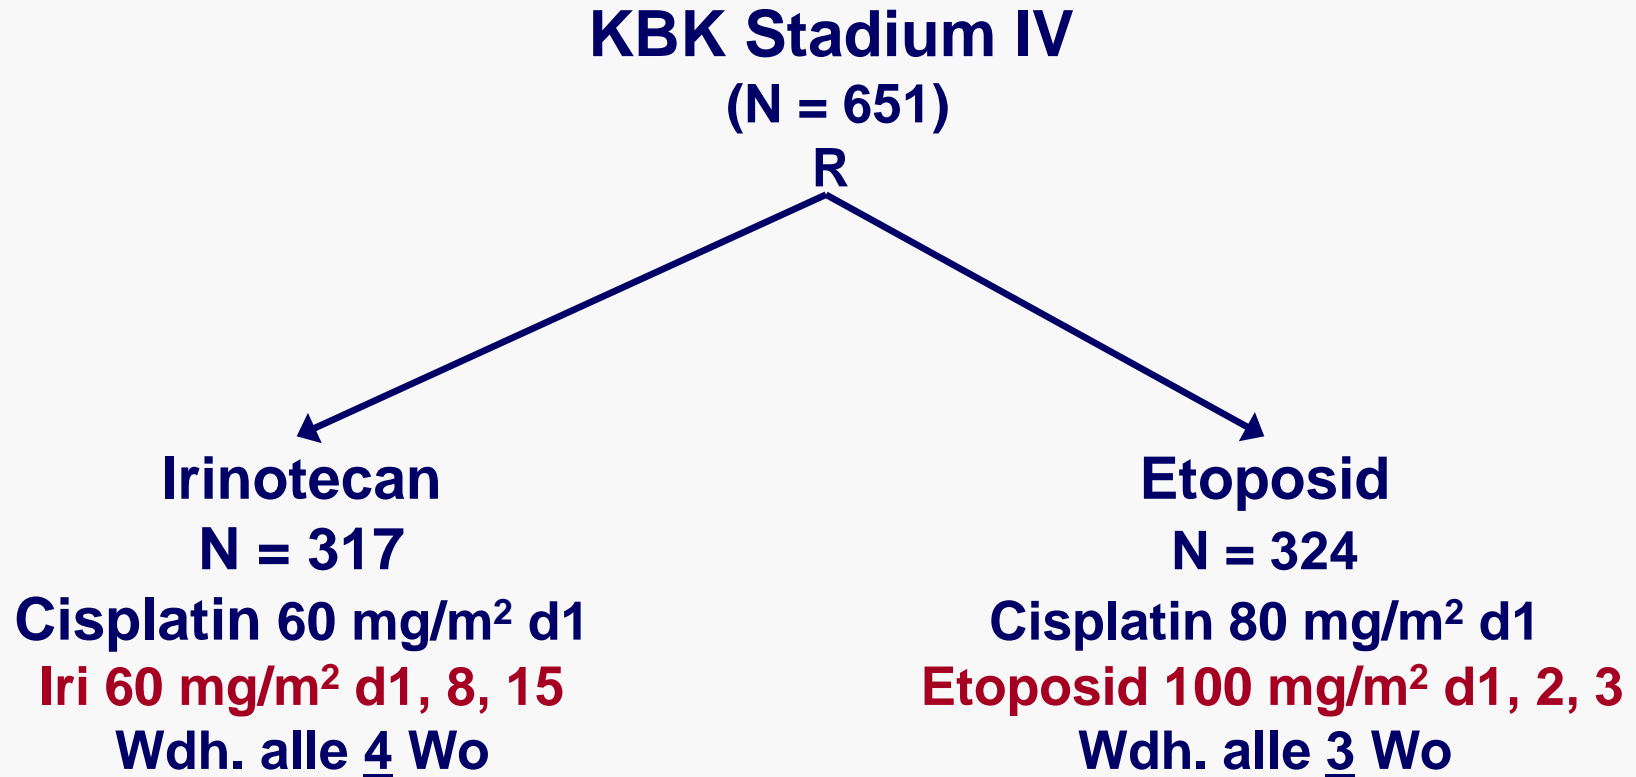 KBK Stadium IV
(N = 651)
R
Irinotecan
N = 317
Cisplatin 60 mg/m² d1
Iri 60 mg/m² d1, 8, 15
Wdh. alle 4 Wo
Etoposid
N = 324
Cisplatin 80 mg/m² d1
Etoposid 100 mg/m² d1, 2, 3
Wdh. alle 3 Wo